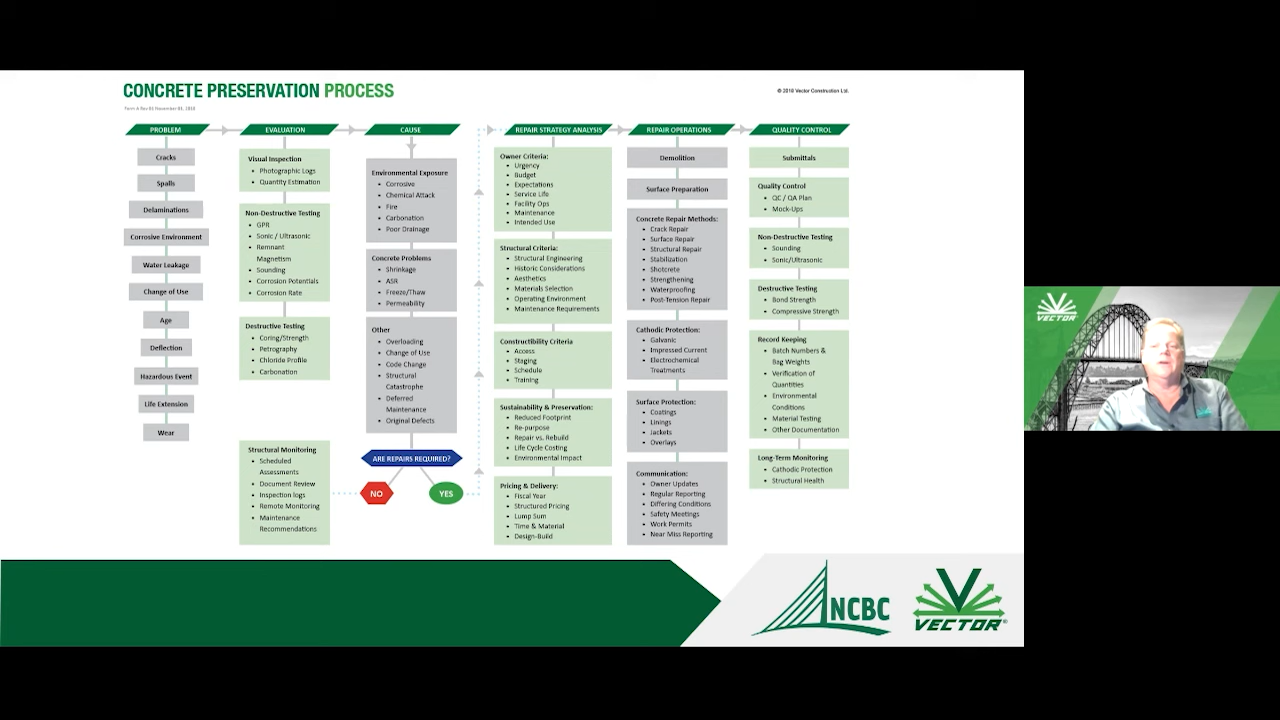 CONCRETE PRESERVATION PROCESS
Form A Rev 01 November 01, 2018
© 2018 Vector Construction Ltd.
PROBLEM
Cracks
Spalls
Delaminations
Corrosive Environment
Water Leakage
Change of Use
Age
Deflection
Hazardous Event
Life Extension
Wear
EVALUATION
Visual Inspection
• Photographic Logs
• Quantity Estimation
Non-Destructive Testing
• GPR
• Sonic / Ultrasonic
• Remnant
Magnetism
• Sounding
• Corrosion Potentials
• Corrosion Rate
Destructive Testing
• Coring/Strength
• Petrography
• Chloride Profile
• Carbonation
Structural Monitoring
• Scheduled
Assessments
• Document Review
• Inspection logs
• Remote Monitoring
• Maintenance
Recommendations
CAUSE
Environmental Exposure
• Corrosive
• Chemical Attack
• Fire
• Carbonation
• Poor Drainage
Concrete Problems
• Shrinkage
• ASR
• Freeze/Thaw
• Permeability
Other
• Overloading
• Change of Use
• Code Change
• Structural
Catastrophe
• Deferred
Maintenance
• Original Defects
ARE REPAIRS REQUIRED?
NO
YES
REPAIR STRATEGY ANALYSIS
Owner Criteria:
• Urgency
• Budget
• Expectations
• Service Life
• Facility Ops
• Maintenance
• Intended Use
Structural Criteria:
• Structural Engineering
• Historic Considerations
• Aesthetics
• Materials Selection
• Operating Environment
• Maintenance Requirements
Constructibility Criteria
• Access
• Staging
• Schedule
• Training
Sustainability & Preservation:
• Reduced Footprint
• Re-purpose
• Repair vs. Rebuild
• Life Cycle Costing
• Environmental Impact
Pricing & Delivery:
• Fiscal Year
• Structured Pricing
• Lump Sum
• Time & Material
• Design-Build
REPAIR OPERATIONS
Demolition
Surface Preparation
Concrete Repair Methods:
• Crack Repair
• Surface Repair
• Structural Repair
• Stabilization
• Shotcrete
• Strengthening
• Waterproofing
• Post-Tension Repair
Cathodic Protection:
• Galvanic
• Impressed Current
• Electrochemical
Treatments
Surface Protection:
• Coatings
• Linings
• Jackets
• Overlays
Communication:
• Owner Updates
• Regular Reporting
• Differing Conditions
• Safety Meetings
• Work Permits
• Near Miss Reporting
QUALITY CONTROL
Submittals
Quality Control
• QC / QA Plan
• Mock-Ups
Non-Destructive Testing
• Sounding
• Sonic/Ultrasonic
Destructive Testing
• Bond Strength
• Compressive Strength
Record Keeping
• Batch Numbers &
Bag Weights
• Verification of
Quantities
• Environmental
Conditions
• Material Testing
• Other Documentation
Long-Term Monitoring
• Cathodic Protection
• Structural Health
NCBC
VECTOR®
VECTOR